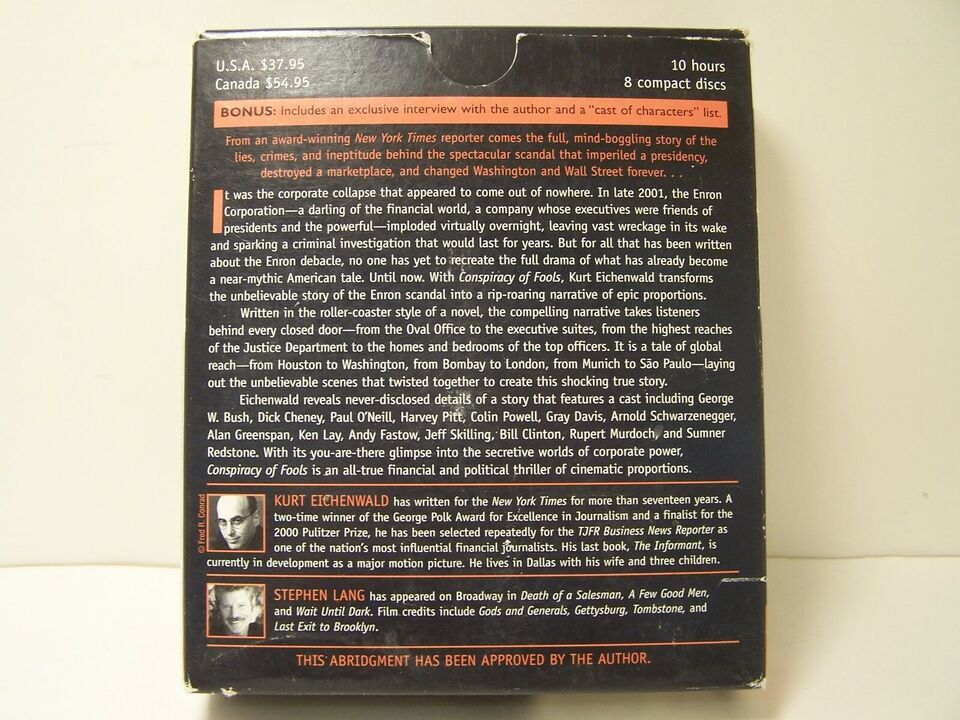 U.S.A. $37.95
Canada $54.95
10 hours
8 compact discs
BONUS: Includes an exclusive interview with the author and a "cast of characters" list.
From an award-winning New York Times reporter comes the full, mind-boggling story of the
lies, crimes, and ineptitude behind the spectacular scandal that imperiled a presidency,
destroyed a marketplace, and changed Washington and Wall Street forever. . .
It was the corporate collapse that appeared to come out of nowhere. In late 2001, the Enron
Corporation—a darling of the financial world, a company whose executives were friends of
presidents and the powerful—imploded virtually overnight, leaving vast wreckage in its wake
and sparking a criminal investigation that would last for years. But for all that has been written
about the Enron debacle, no one has yet to recreate the full drama of what has already become
a near-mythic American tale. Until now. With Conspiracy of Fools, Kurt Eichenwald transforms
the unbelievable story of the Enron scandal into a rip-roaring narrative of epic proportions.
Written in the roller-coaster style of a novel, the compelling narrative takes listeners
behind every closed door—from the Oval Office to the executive suites, from the highest reaches
of the Justice Department to the homes and bedrooms of the top officers. It is a tale of global
reach—from Houston to Washington, from Bombay to London, from Munich to São Paulo—laying
out the unbelievable scenes that twisted together to create this shocking true story.
Eichenwald reveals never-disclosed details of a story that features a cast including George
W. Bush, Dick Cheney, Paul O'Neill, Harvey Pitt, Colin Powell, Gray Davis, Arnold Schwarzenegger,
Alan Greenspan, Ken Lay, Andy Fastow, Jeff Skilling, Bill Clinton, Rupert Murdoch, and Sumner
Redstone. With its you-are-there glimpse into the secretive worlds of corporate power,
Conspiracy of Fools is an all-true financial and political thriller of cinematic proportions.
© Fred R. Conrad
KURT EICHENWALD has written for the New York Times for more than seventeen years. A
two-time winner of the George Polk Award for Excellence in Journalism and a finalist for the
2000 Pulitzer Prize, he has been selected repeatedly for the TJFR Business News Reporter as
one of the nation's most influential financial journalists. His last book, The Informant, is
currently in development as a major motion picture. He lives in Dallas with his wife and three children.
STEPHEN LANG has appeared on Broadway in Death of a Salesman, A Few Good Men,
and Wait Until Dark. Film credits include Gods and Generals, Gettysburg, Tombstone, and
Last Exit to Brooklyn.
THIS ABRIDGMENT HAS BEEN APPROVED BY THE AUTHOR.